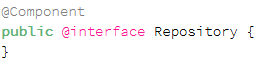 @Component
public @interface Repository {
}